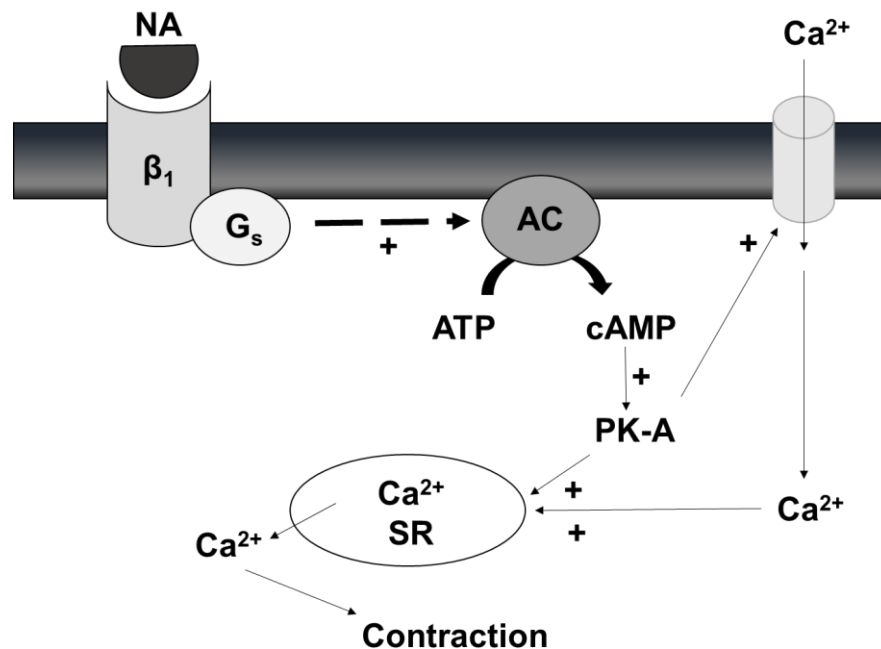 NA
Ca²⁺
β₁
Gₛ
+
AC
+
ATP
cAMP
+
PK-A
Ca²⁺
SR
+
+
Ca²⁺
Ca²⁺
Contraction